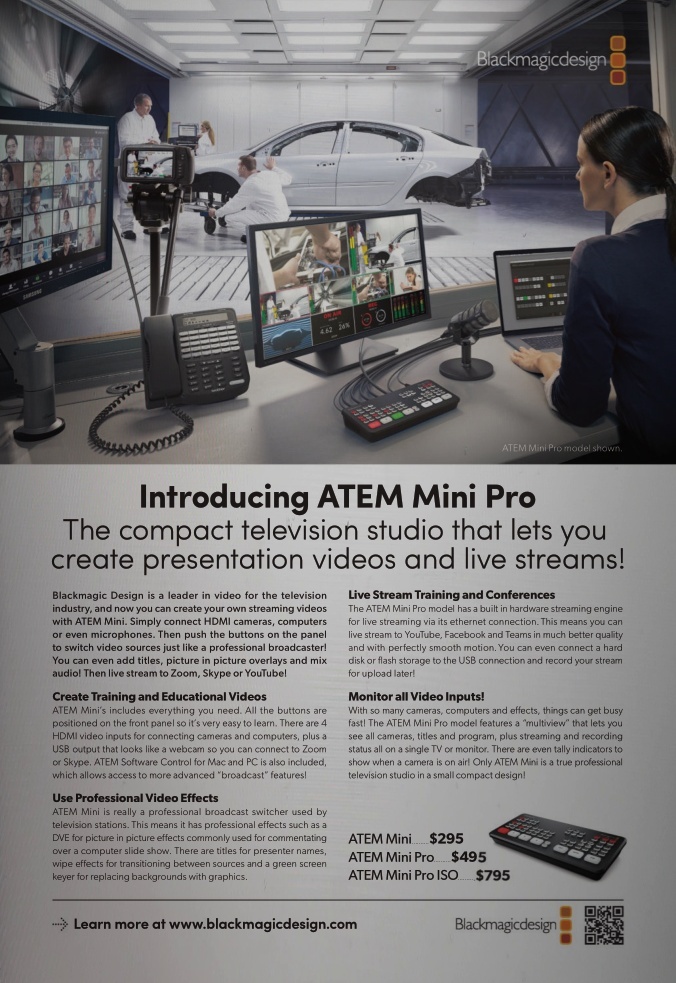 Blackmagicdesign
SAMSUNG
ON AIR
REC
4.62 26%
ATEM Mini Pro model shown.
Introducing ATEM Mini Pro
The compact television studio that lets you
create presentation videos and live streams!
Blackmagic Design is a leader in video for the television
industry, and now you can create your own streaming videos
with ATEM Mini. Simply connect HDMI cameras, computers
or even microphones. Then push the buttons on the panel
to switch video sources just like a professional broadcaster!
You can even add titles, picture in picture overlays and mix
audio! Then live stream to Zoom, Skype or YouTube!
Create Training and Educational Videos
ATEM Mini's includes everything you need. All the buttons are
positioned on the front panel so it's very easy to learn. There are 4
HDMI video inputs for connecting cameras and computers, plus a
USB output that looks like a webcam so you can connect to Zoom
or Skype. ATEM Software Control for Mac and PC is also included,
which allows access to more advanced "broadcast" features!
Use Professional Video Effects
ATEM Mini is really a professional broadcast switcher used by
television stations. This means it has professional effects such as a
DVE for picture in picture effects commonly used for commentating
over a computer slide show. There are titles for presenter names,
wipe effects for transitioning between sources and a green screen
keyer for replacing backgrounds with graphics.
Live Stream Training and Conferences
The ATEM Mini Pro model has a built in hardware streaming engine
for live streaming via its ethernet connection. This means you can
live stream to YouTube, Facebook and Teams in much better quality
and with perfectly smooth motion. You can even connect a hard
disk or flash storage to the USB connection and record your stream
for upload later!
Monitor all Video Inputs!
With so many cameras, computers and effects, things can get busy
fast! The ATEM Mini Pro model features a "multiview" that lets you
see all cameras, titles and program, plus streaming and recording
status all on a single TV or monitor. There are even tally indicators to
show when a camera is on air! Only ATEM Mini is a true professional
television studio in a small compact design!
ATEM Mini.......$295
ATEM Mini Pro.......$495
ATEM Mini Pro ISO.......$795
Learn more at www.blackmagicdesign.com
Blackmagicdesign